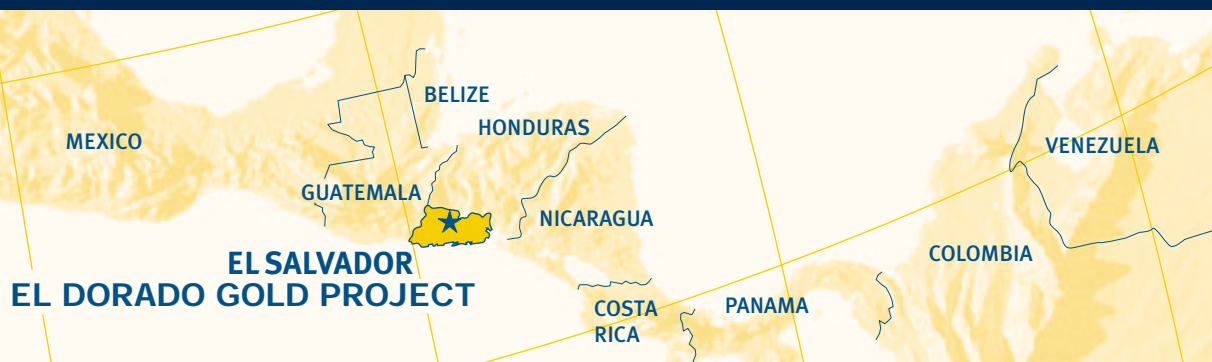 BELIZE
HONDURAS
MEXICO
VENEZUELA
GUATEMALA
NICARAGUA
COLOMBIA
EL SALVADOR
EL DORADO GOLD PROJECT
COSTA
RICA
PANAMA